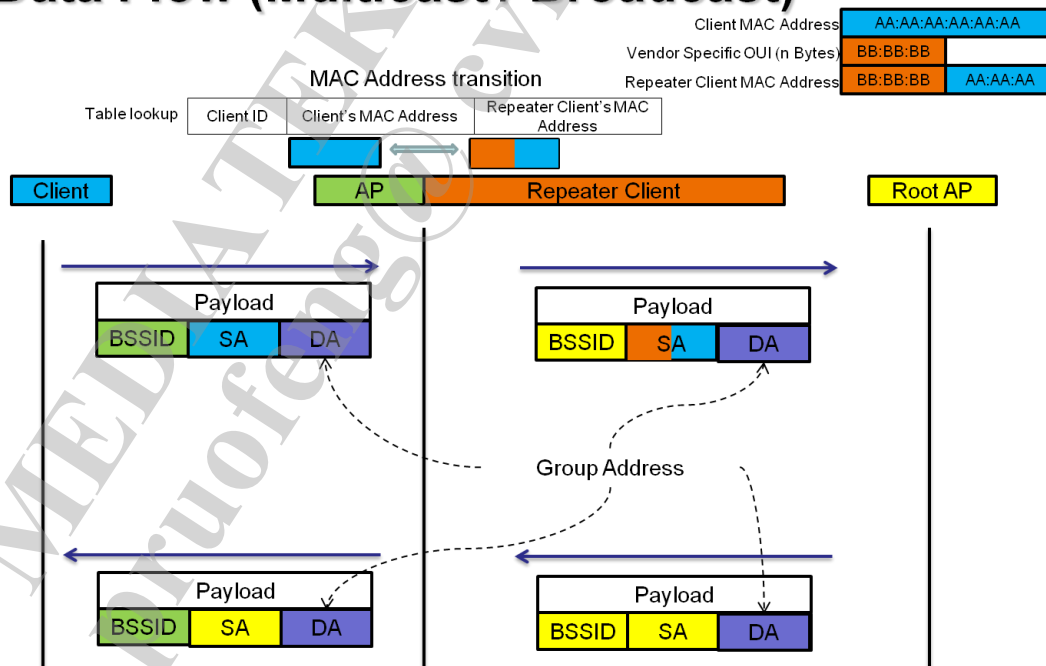 Data Flow (Multicast / Broadcast)
Client MAC Address AA:AA:AA:AA:AA:AA
Vendor Specific OUI (n Bytes) BB:BB:BB
Repeater Client MAC Address BB:BB:BB AA:AA:AA
MAC Address transition
Table lookup Client ID Client's MAC Address Repeater Client's MAC Address
Client AP Repeater Client Root AP
Payload
BSSID SA DA
Payload
BSSID SA DA
Group Address
Payload
BSSID SA DA
Payload
BSSID SA DA
MEDIATEK
pruofeng@cv